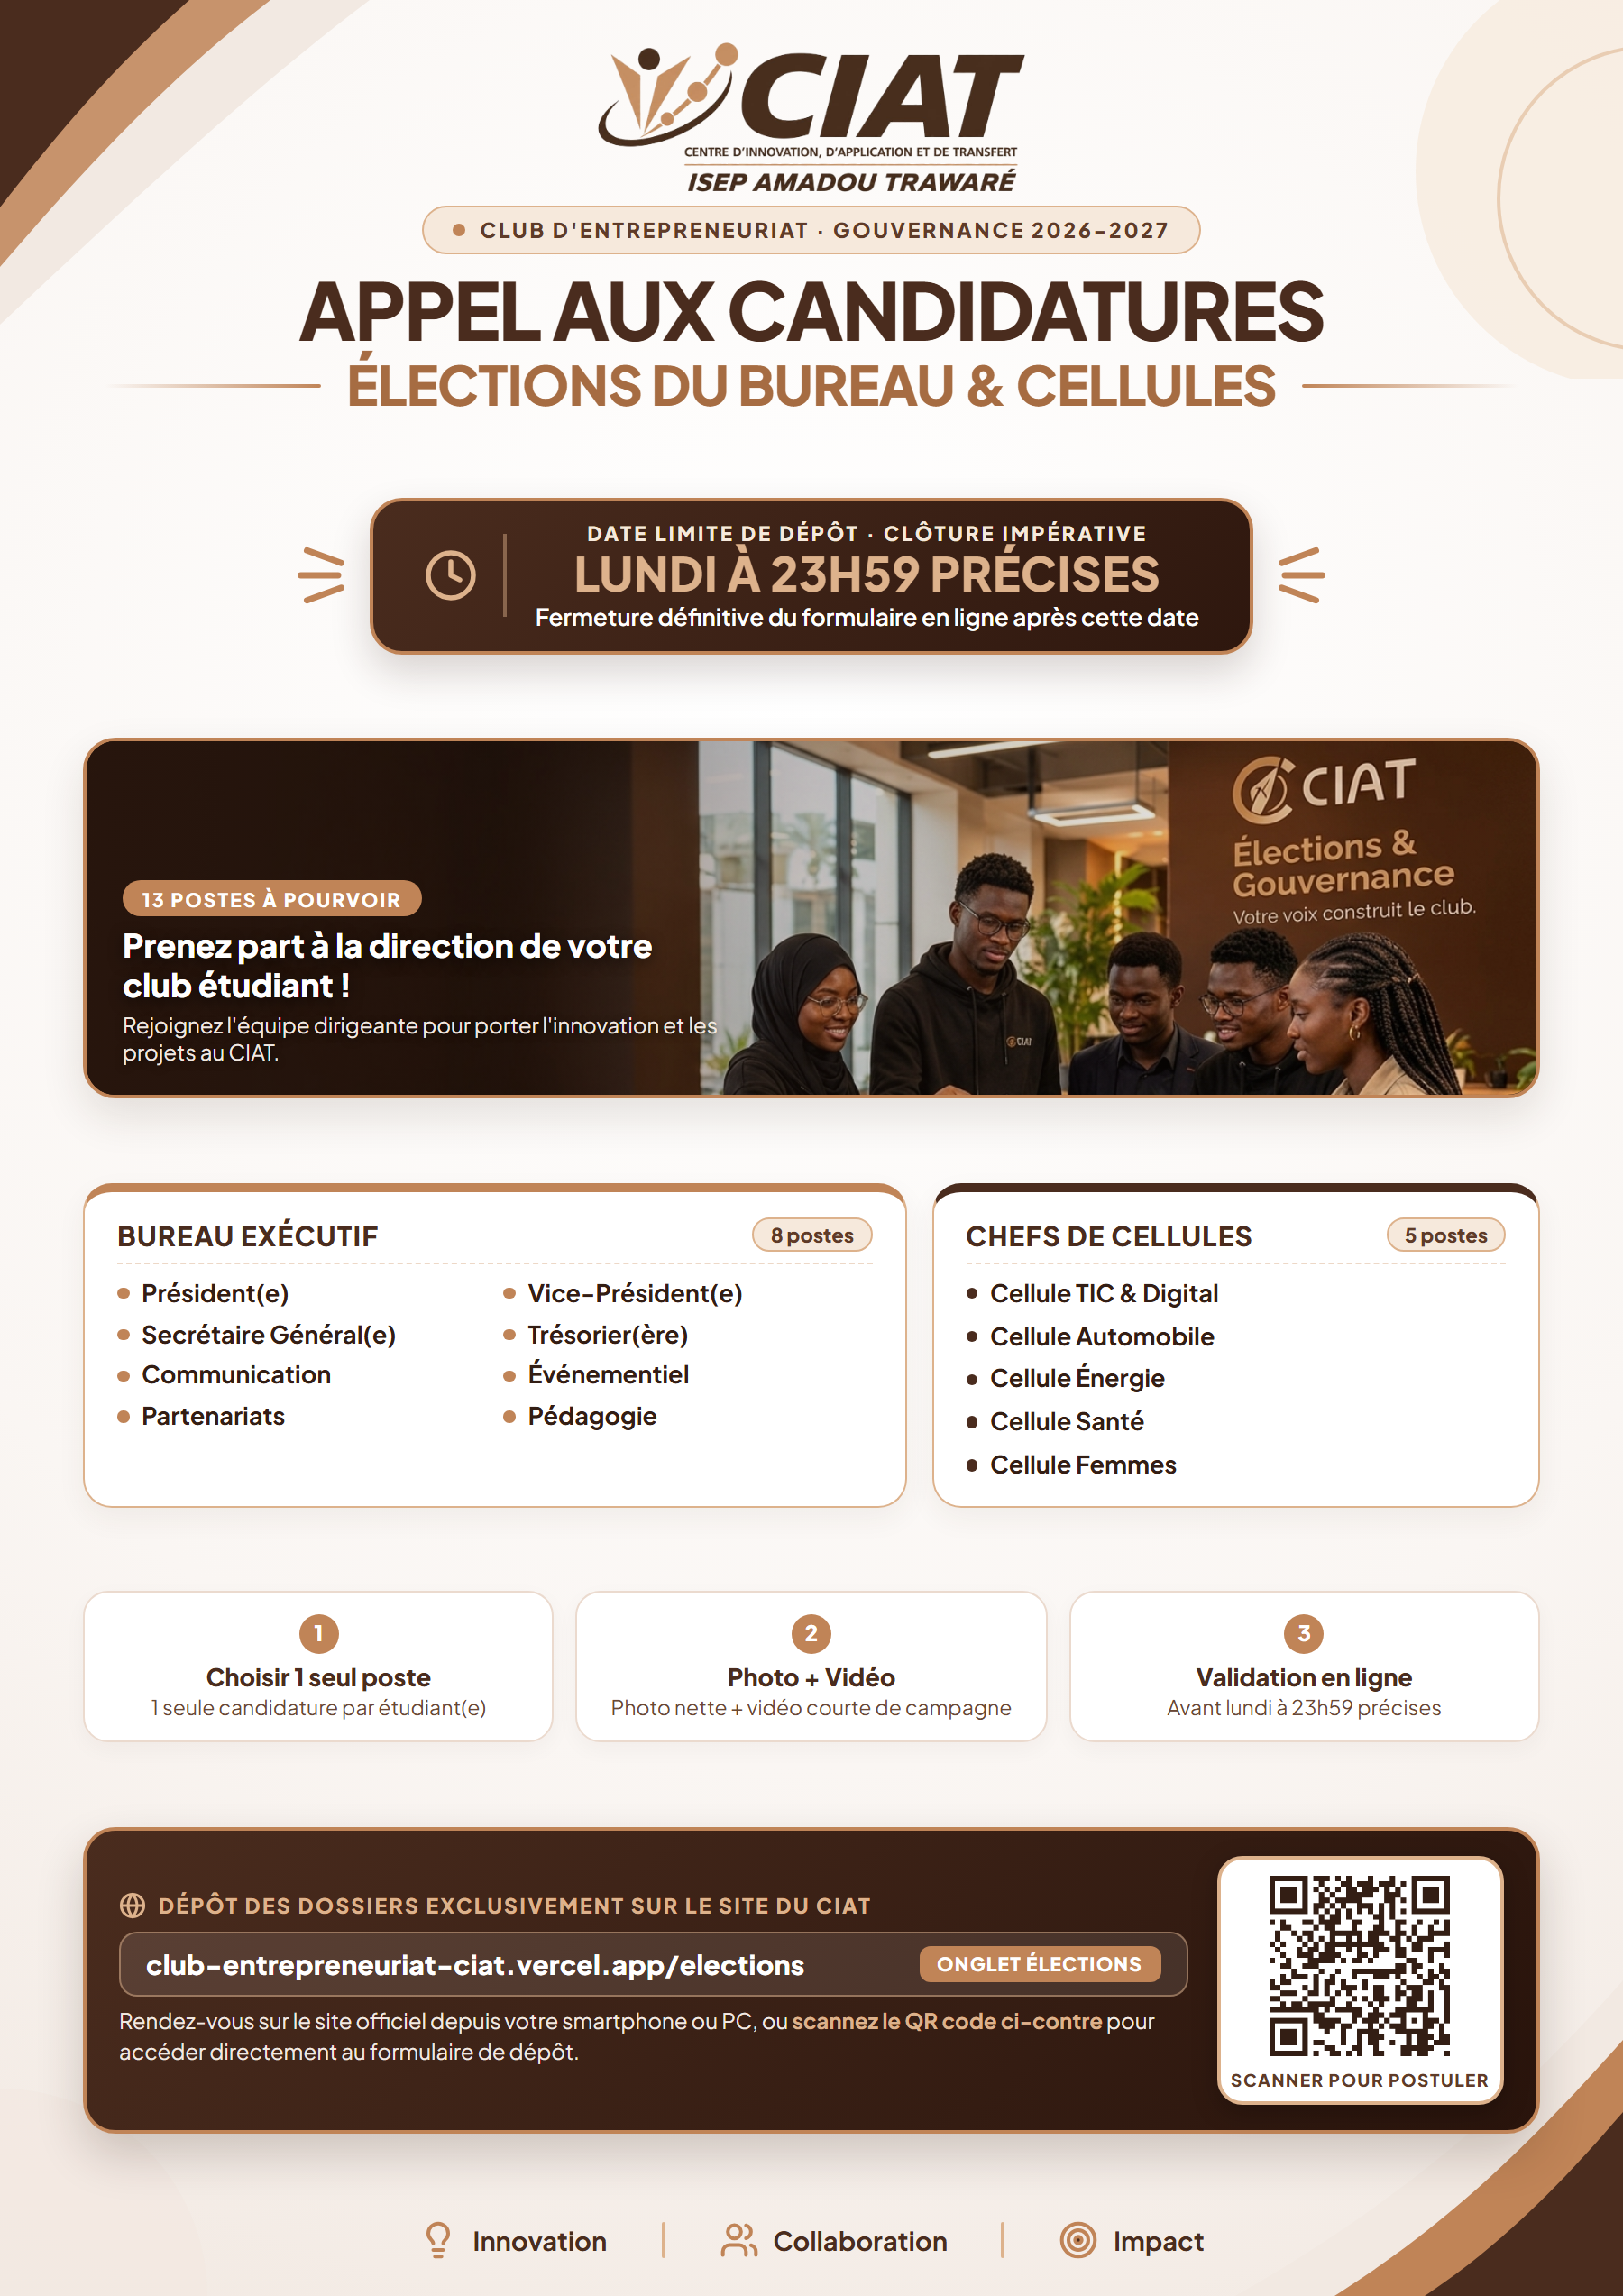 CIAT
CENTRE D'INNOVATION, D'APPLICATION ET DE TRANSFERT
ISEP AMADOU TRAWARÉ
CLUB D'ENTREPRENEURIAT · GOUVERNANCE 2026-2027
APPEL AUX CANDIDATURES
ÉLECTIONS DU BUREAU & CELLULES
DATE LIMITE DE DÉPÔT · CLÔTURE IMPÉRATIVE
LUNDI À 23H59 PRÉCISES
Fermeture définitive du formulaire en ligne après cette date
CIAT
Élections &
Gouvernance
Votre voix construit le club.
CIAT
13 POSTES À POURVOIR
Prenez part à la direction de votre
club étudiant !
Rejoignez l'équipe dirigeante pour porter l'innovation et les
projets au CIAT.
BUREAU EXÉCUTIF
8 postes
Président(e)
Vice-Président(e)
Secrétaire Général(e)
Trésorier(ère)
Communication
Événementiel
Partenariats
Pédagogie
CHEFS DE CELLULES
5 postes
Cellule TIC & Digital
Cellule Automobile
Cellule Énergie
Cellule Santé
Cellule Femmes
1
Choisir 1 seul poste
1 seule candidature par étudiant(e)
2
Photo + Vidéo
Photo nette + vidéo courte de campagne
3
Validation en ligne
Avant lundi à 23h59 précises
DÉPÔT DES DOSSIERS EXCLUSIVEMENT SUR LE SITE DU CIAT
club-entrepreneuriat-ciat.vercel.app/elections
ONGLET ÉLECTIONS
Rendez-vous sur le site officiel depuis votre smartphone ou PC, ou scannez le QR code ci-contre pour
accéder directement au formulaire de dépôt.
SCANNER POUR POSTULER
Innovation
Collaboration
Impact